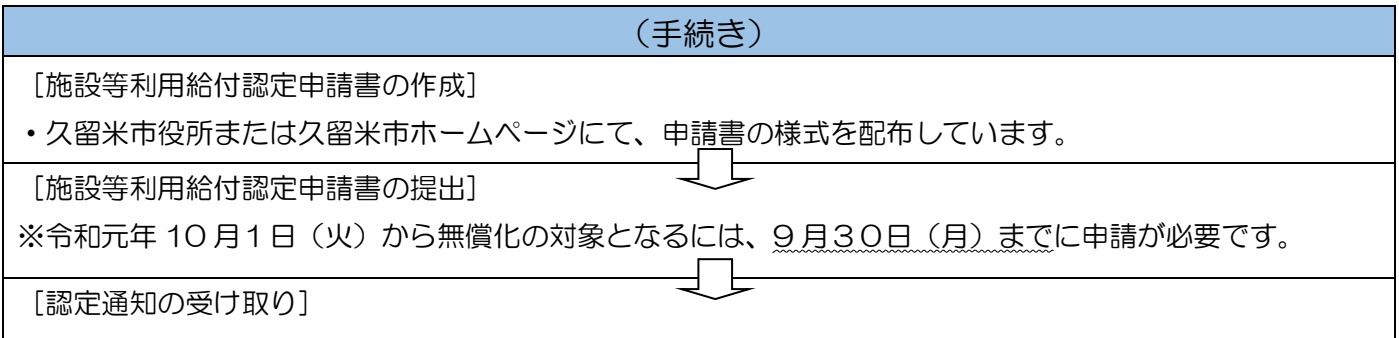 （手続き）
［施設等利用給付認定申請書の作成］
・久留米市役所または久留米市ホームページにて、申請書の様式を配布しています。
［施設等利用給付認定申請書の提出］
※令和元年 10 月１日（火）から無償化の対象となるには、９月３０日（月）までに申請が必要です。
［認定通知の受け取り］